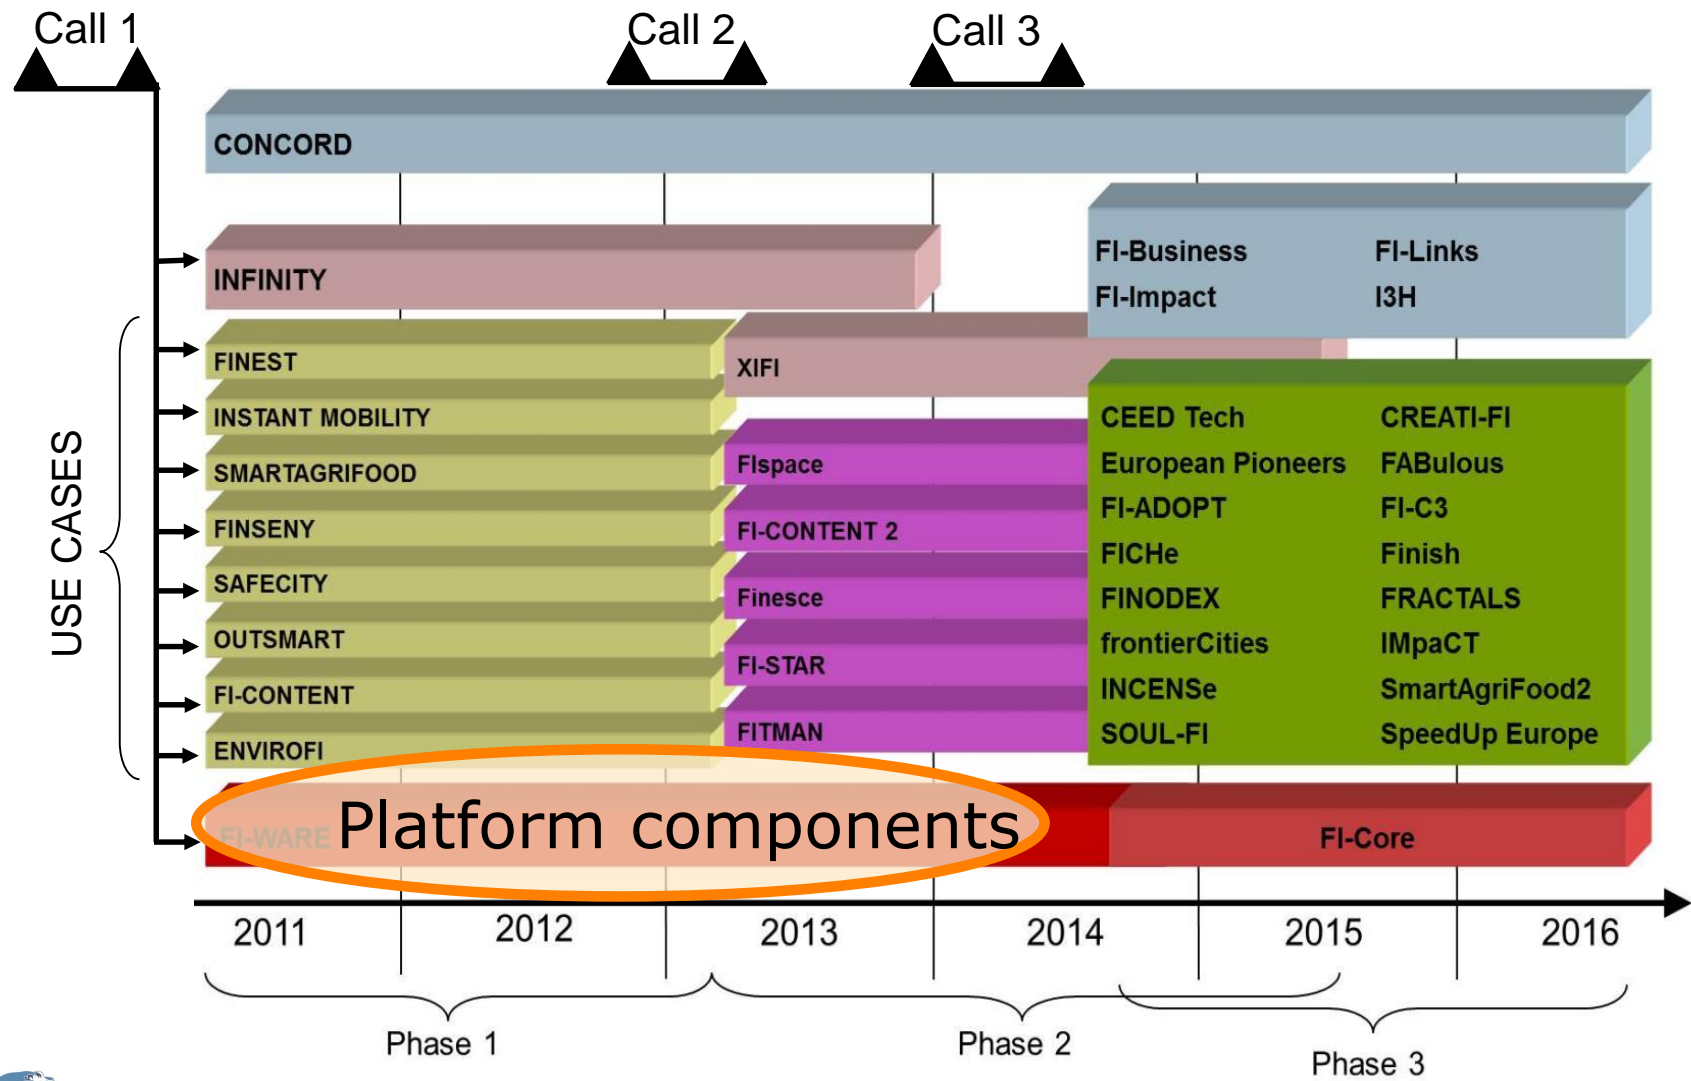 Call 1
Call 2
Call 3
CONCORD
INFINITY
FI-Business FI-Links
FI-Impact I3H
USE CASES
FINEST
INSTANT MOBILITY
SMARTAGRIFOOD
FINSENY
SAFECITY
OUTSMART
FI-CONTENT
ENVIROFI
XIFI
FIspace
FI-CONTENT 2
Finesce
FI-STAR
FITMAN
CEED Tech CREATI-FI
European Pioneers FABulous
FI-ADOPT FI-C3
FICHe Finish
FINODEX FRACTALS
frontierCities IMpaCT
INCENSe SmartAgriFood2
SOUL-FI SpeedUp Europe
FI-WARE
Platform components
FI-Core
2011 2012 2013 2014 2015 2016
Phase 1
Phase 2
Phase 3